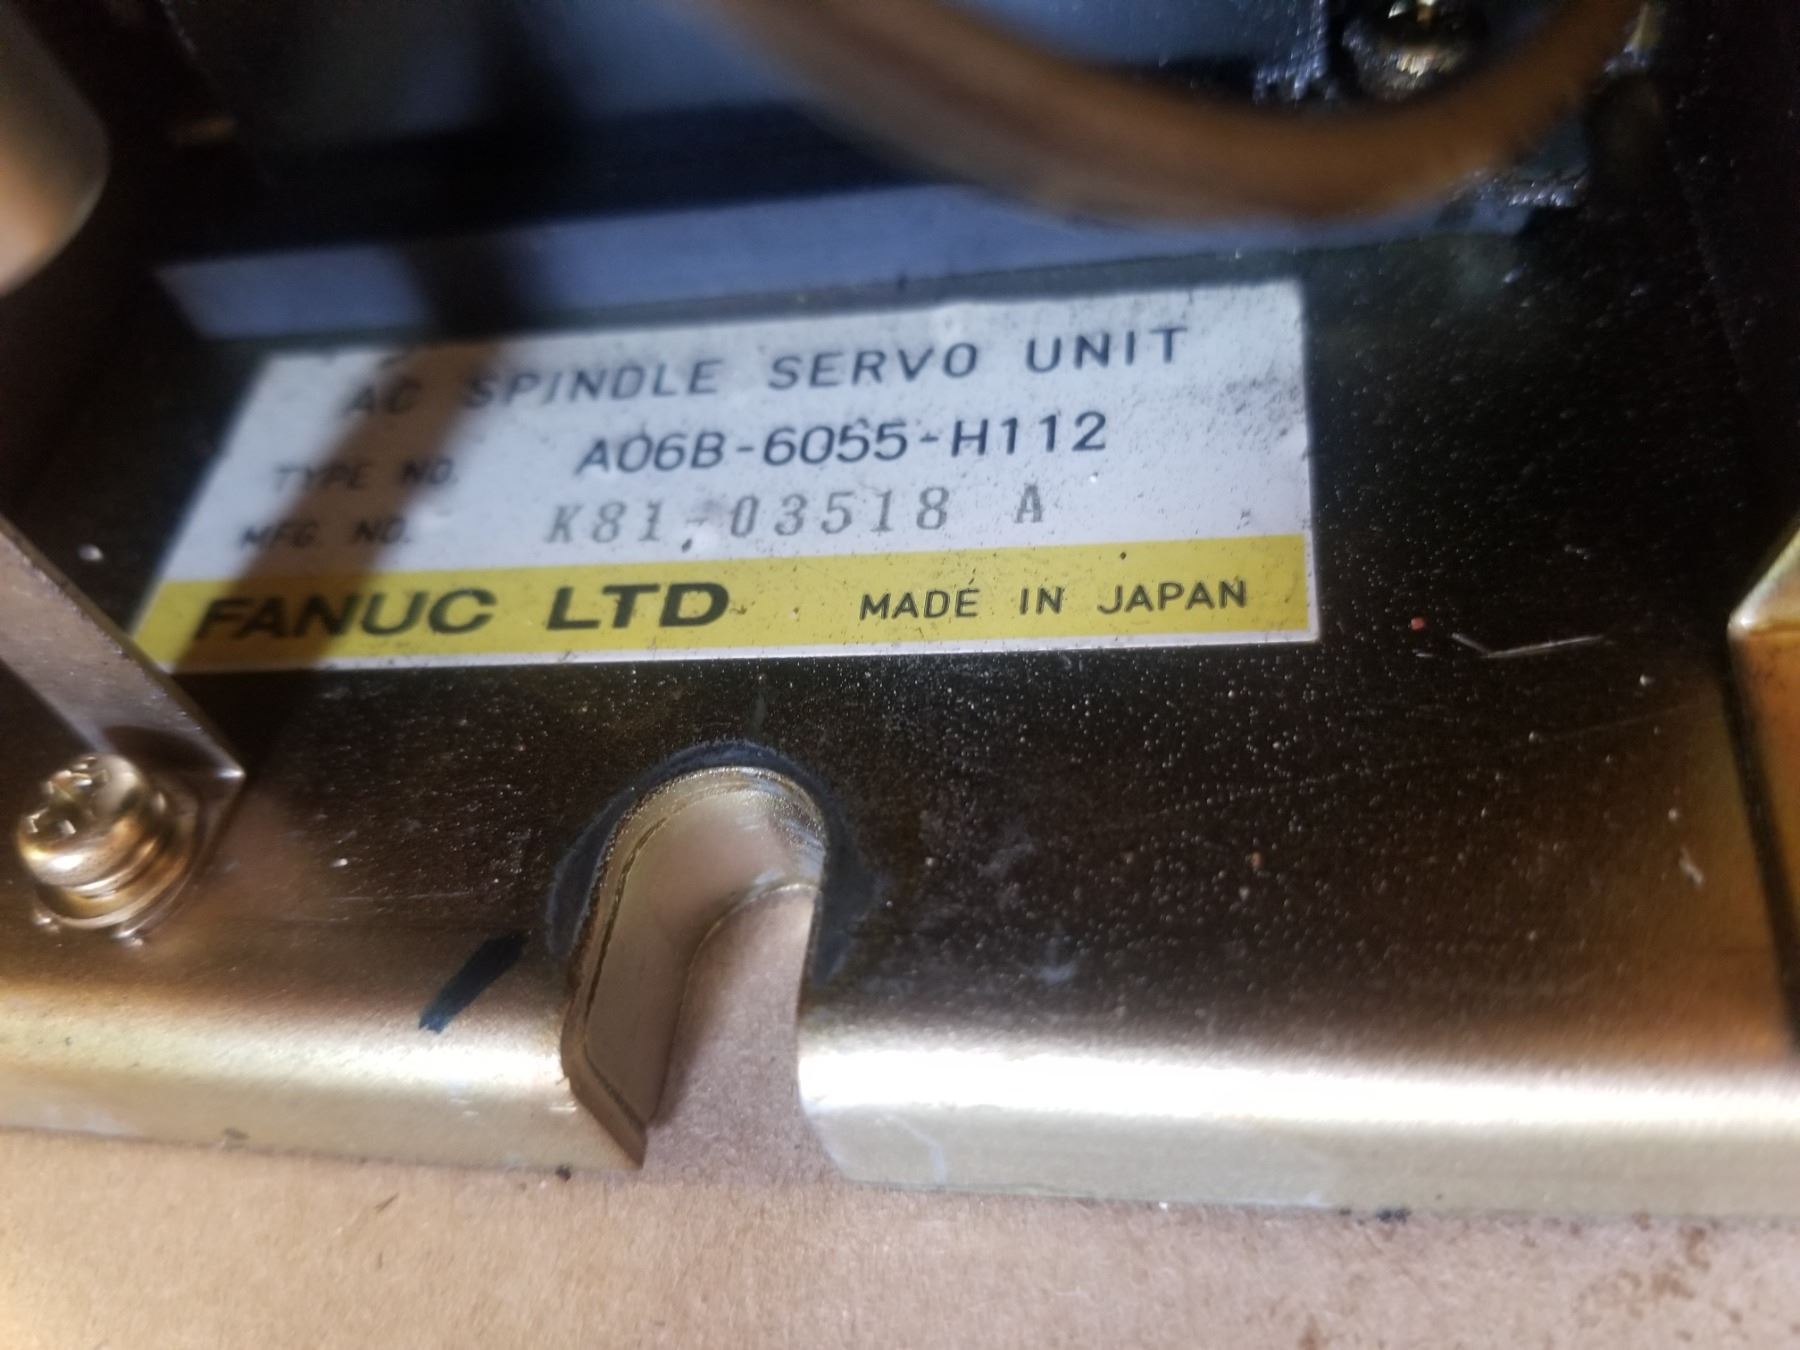 AC SPINDLE SERVO UNIT
TYPE NO. A06B-6055-H112
MFG. NO. K81-03518 A
FANUC LTD MADE IN JAPAN